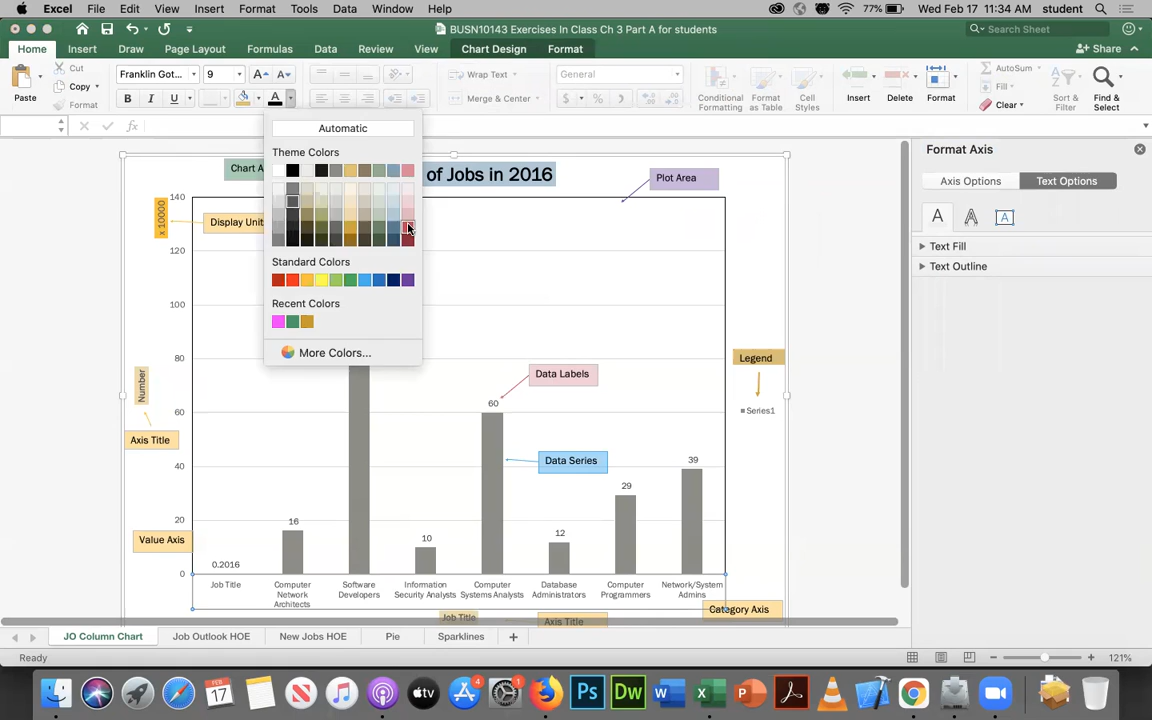 Excel File Edit View Insert Format Tools Data Window Help 77% Wed Feb 17 11:34 AM student
BUSN10143 Exercises In Class Ch 3 Part A for students
Search Sheet
Home Insert Draw Page Layout Formulas Data Review View Chart Design Format Share
Paste Cut Copy Format
Franklin Got... 9
Wrap Text
Merge & Center
General
Conditional Formatting
Format as Table
Cell Styles
Insert Delete Format
AutoSum
Fill
Clear
Sort & Filter
Find & Select
fx
Automatic
Theme Colors
Standard Colors
Recent Colors
More Colors...
Chart A
of Jobs in 2016
Plot Area
x 10000
Display Unit
140
120
100
80
60
40
20
0
Number
Axis Title
Value Axis
Data Labels
Data Series
Legend
Series1
0.2016
16
10
60
12
29
39
Job Title
Computer Network Architects
Software Developers
Information Security Analysts
Computer Systems Analysts
Database Administrators
Computer Programmers
Network/System Admins
Category Axis
Job Title
Axis Title
Format Axis
Axis Options Text Options
Text Fill
Text Outline
JO Column Chart Job Outlook HOE New Jobs HOE Pie Sparklines
Ready
121%
FEB
17
tv
4
1
Ps
Dw
W
X
P